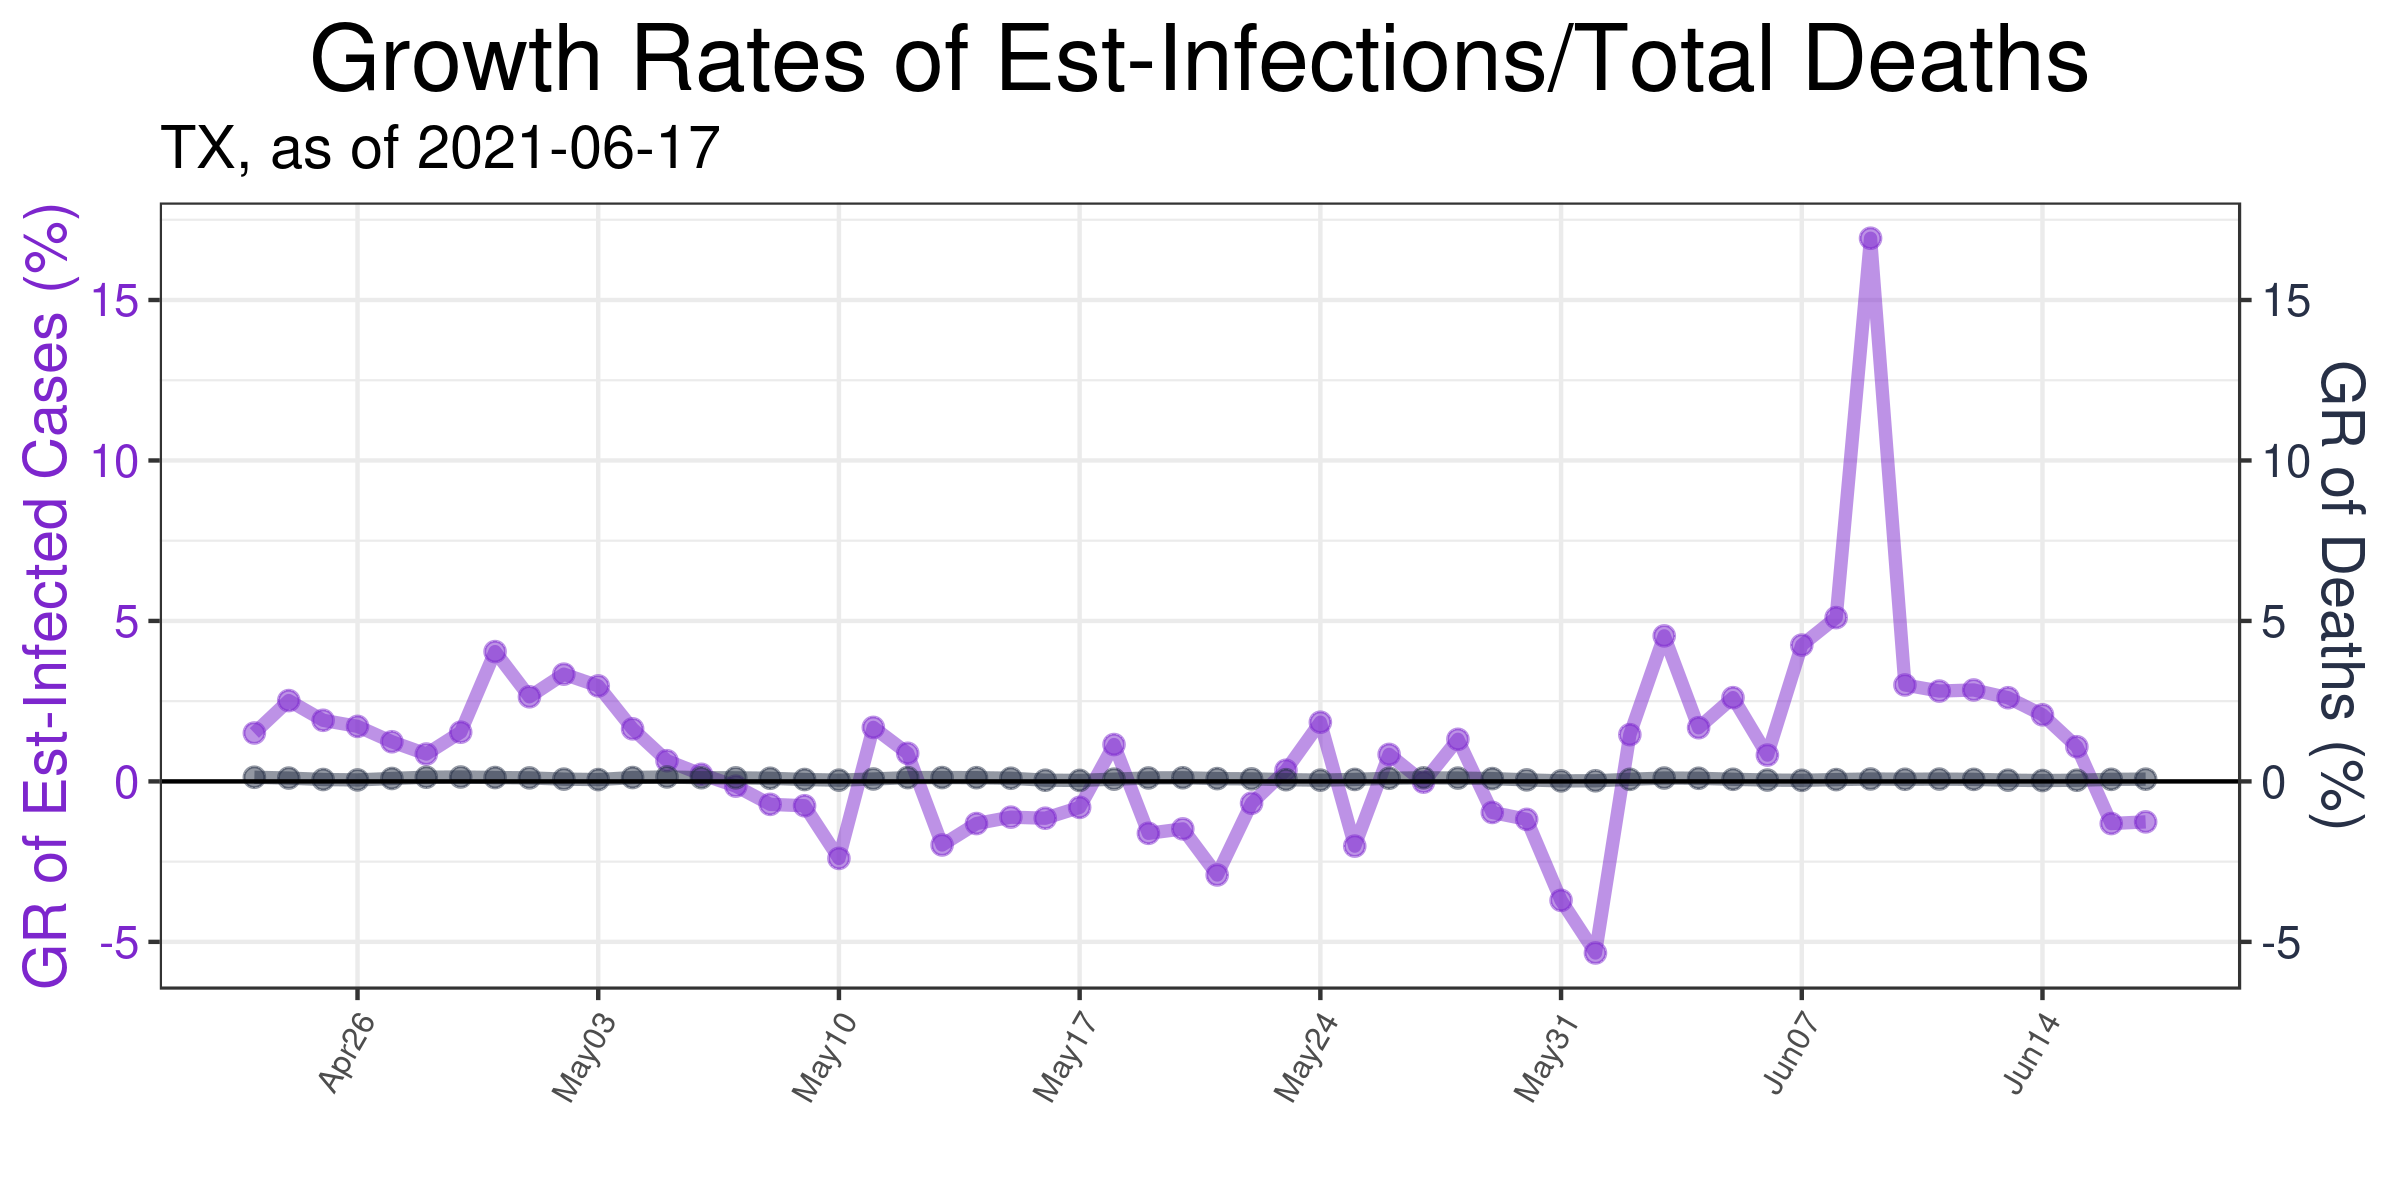 Growth Rates of Est-Infections/Total Deaths
TX, as of 2021-06-17
GR of Est-Infected Cases (%)
15
10
5
0
-5
15
10
5
0
-5
GR of Deaths (%)
Apr26
May03
May10
May17
May24
May31
Jun07
Jun14